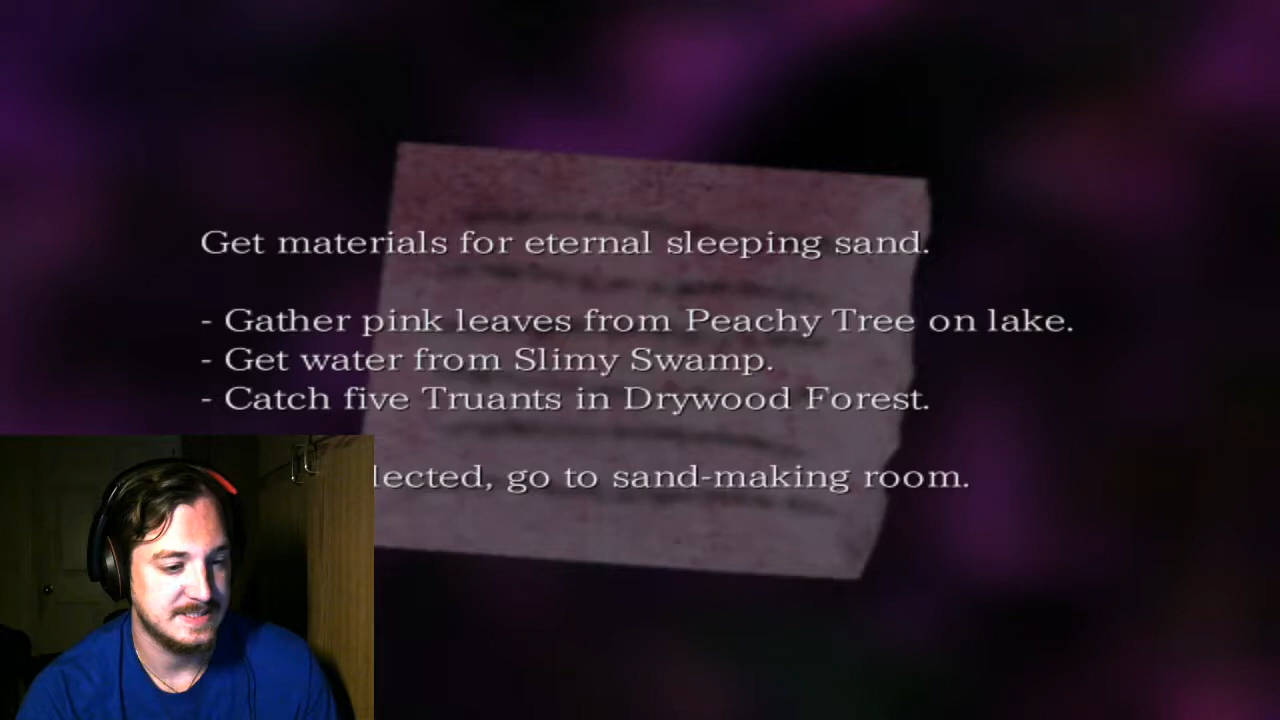 Get materials for eternal sleeping sand.
- Gather pink leaves from Peachy Tree on lake.
- Get water from Slimy Swamp.
- Catch five Truants in Drywood Forest.
lected, go to sand-making room.